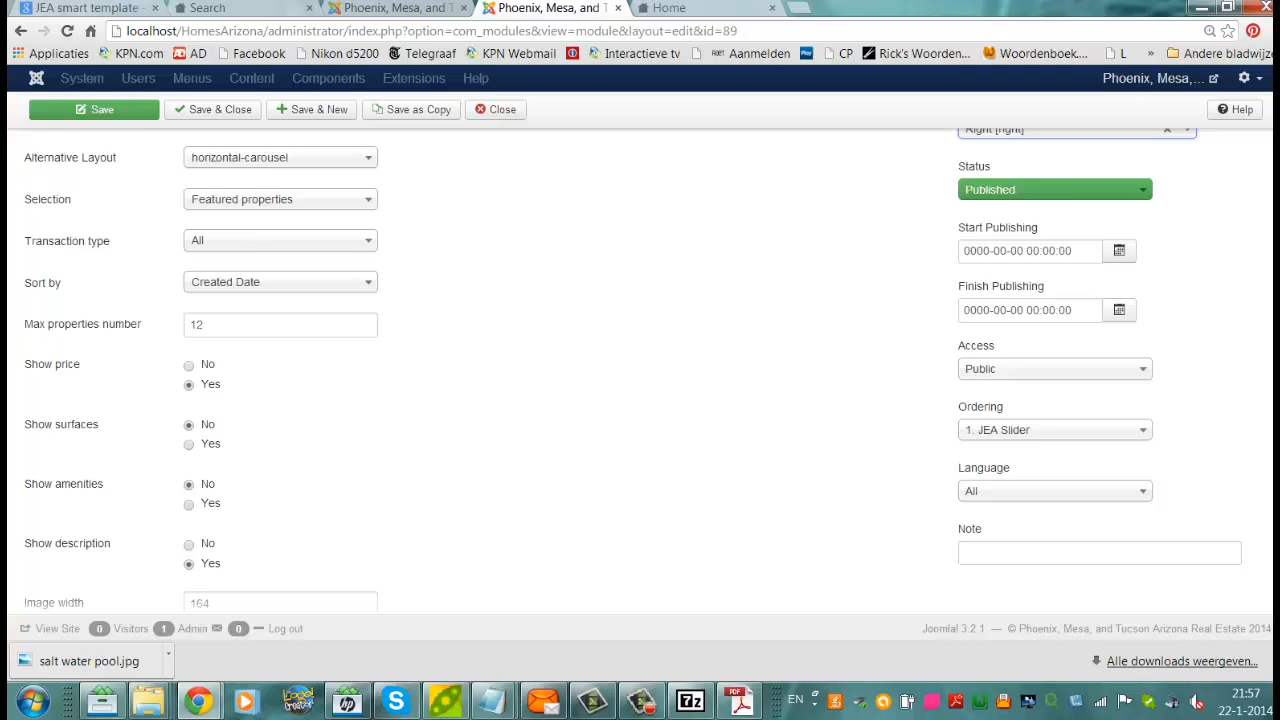 JEA smart template -
Search
Phoenix, Mesa, and T
Phoenix, Mesa, and T
Home
localhost/HomesArizona/administrator/index.php?option=com_modules&view=module&layout=edit&id=89
Applicaties KPN.com AD Facebook Nikon d5200 Telegraaf KPN Webmail Interactieve tv Aanmelden CP Rick's Woorden... Woordenboek... L » Andere bladwijze
System Users Menus Content Components Extensions Help Phoenix, Mesa,...
Save Save & Close Save & New Save as Copy Close Help
Right [right]
Alternative Layout horizontal-carousel
Status
Published
Selection Featured properties
Start Publishing
Transaction type All
0000-00-00 00:00:00
Sort by Created Date
Finish Publishing
0000-00-00 00:00:00
Max properties number 12
Access
Public
Show price No
Yes
Ordering
1. JEA Slider
Show surfaces No
Yes
Language
All
Show amenities No
Yes
Note
Show description No
Yes
Image width 164
View Site 0 Visitors 1 Admin 0 Log out Joomla! 3.2.1 — © Phoenix, Mesa, and Tucson Arizona Real Estate 2014
salt water pool.jpg Alle downloads weergeven...
EN 21:57
22-1-2014